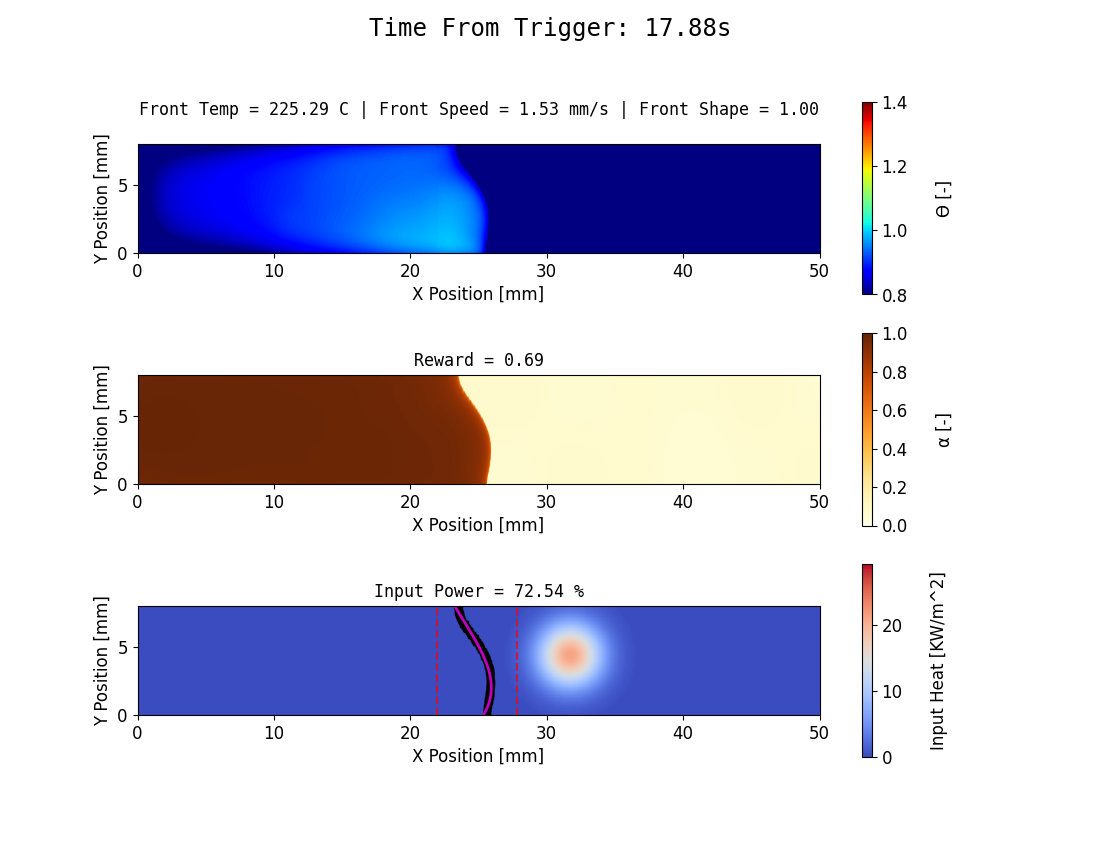 Time From Trigger: 17.88s
Front Temp = 225.29 C | Front Speed = 1.53 mm/s | Front Shape = 1.00
Y Position [mm]
5
0
0 10 20 30 40 50
X Position [mm]
1.4
1.2
1.0
0.8
Θ [-]
Reward = 0.69
Y Position [mm]
5
0
0 10 20 30 40 50
X Position [mm]
1.0
0.8
0.6
0.4
0.2
0.0
α [-]
Input Power = 72.54 %
Y Position [mm]
5
0
0 10 20 30 40 50
X Position [mm]
20
10
0
Input Heat [KW/m^2]